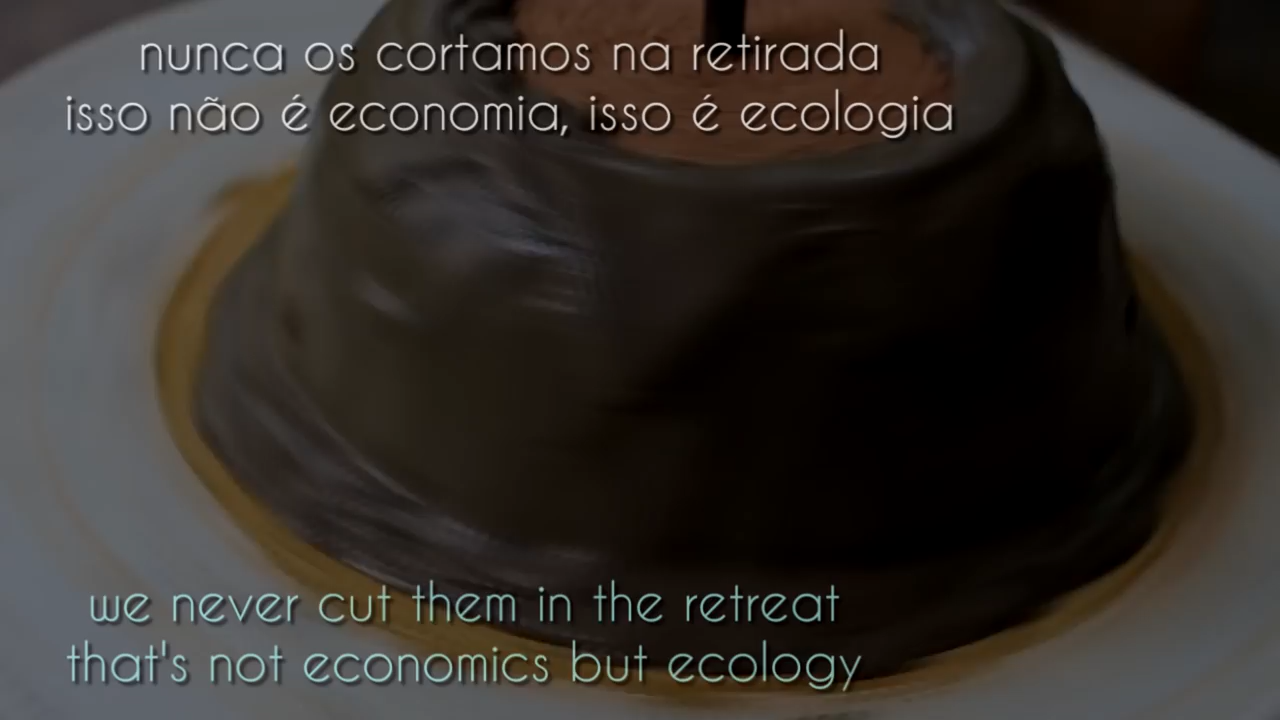 nunca os cortamos na retirada
isso não é economia, isso é ecologia
we never cut them in the retreat
that's not economics but ecology